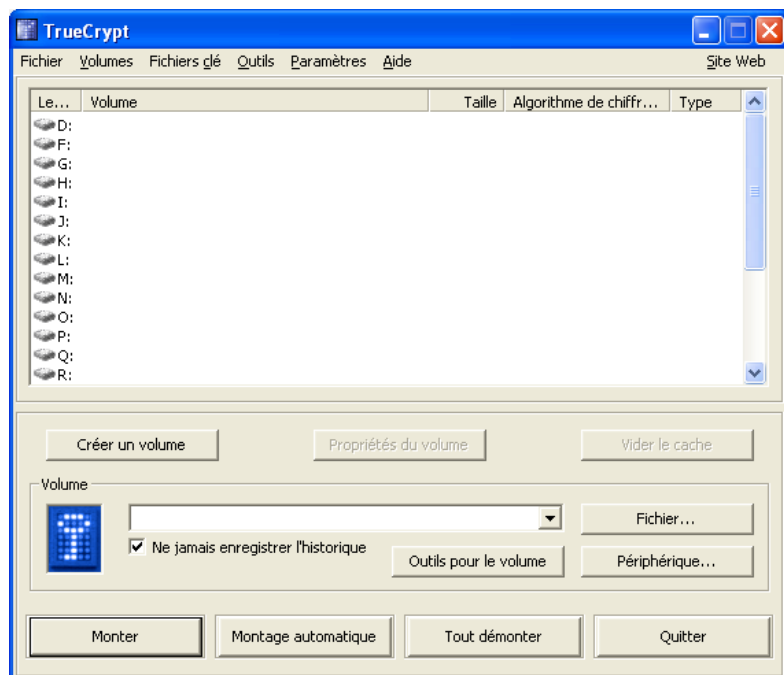 TrueCrypt
Fichier Volumes Fichiers clé Outils Paramètres Aide Site Web
Le... Volume Taille Algorithme de chiffr... Type
D:
F:
G:
H:
I:
J:
K:
L:
M:
N:
O:
P:
Q:
R:
Créer un volume Propriétés du volume Vider le cache
Volume
Fichier...
Ne jamais enregistrer l'historique
Outils pour le volume Périphérique...
Monter Montage automatique Tout démonter Quitter